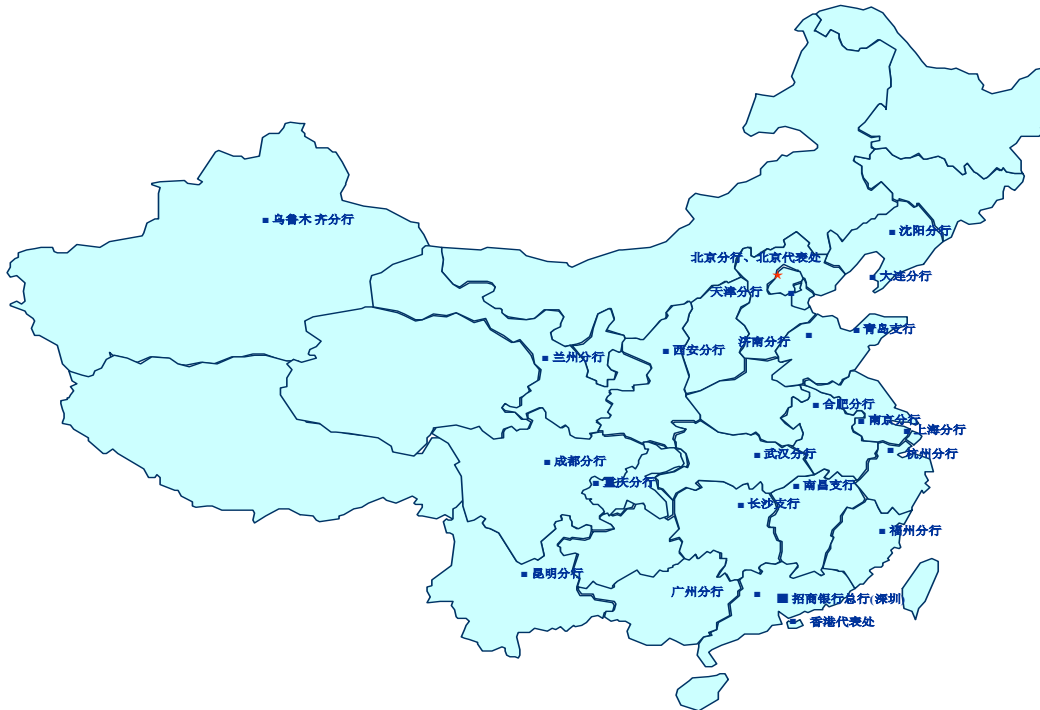 乌鲁木 齐分行
沈阳分行
北京分行、北京代表处
大连分行
天津分行
青岛支行
济南分行
兰州分行
西安分行
合肥分行
南京分行
上海分行
杭州分行
武汉分行
成都分行
重庆分行
南昌支行
长沙支行
福州分行
昆明分行
广州分行
招商银行总行(深圳)
香港代表处